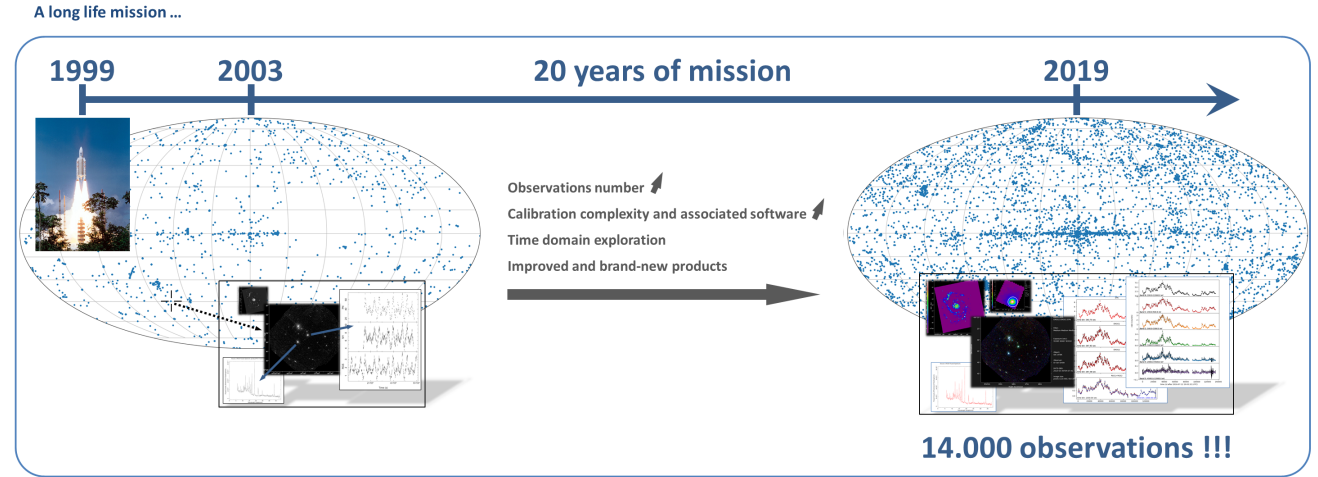 A long life mission ...
1999
2003
20 years of mission
2019
Observations number
Calibration complexity and associated software
Time domain exploration
Improved and brand-new products
14.000 observations !!!